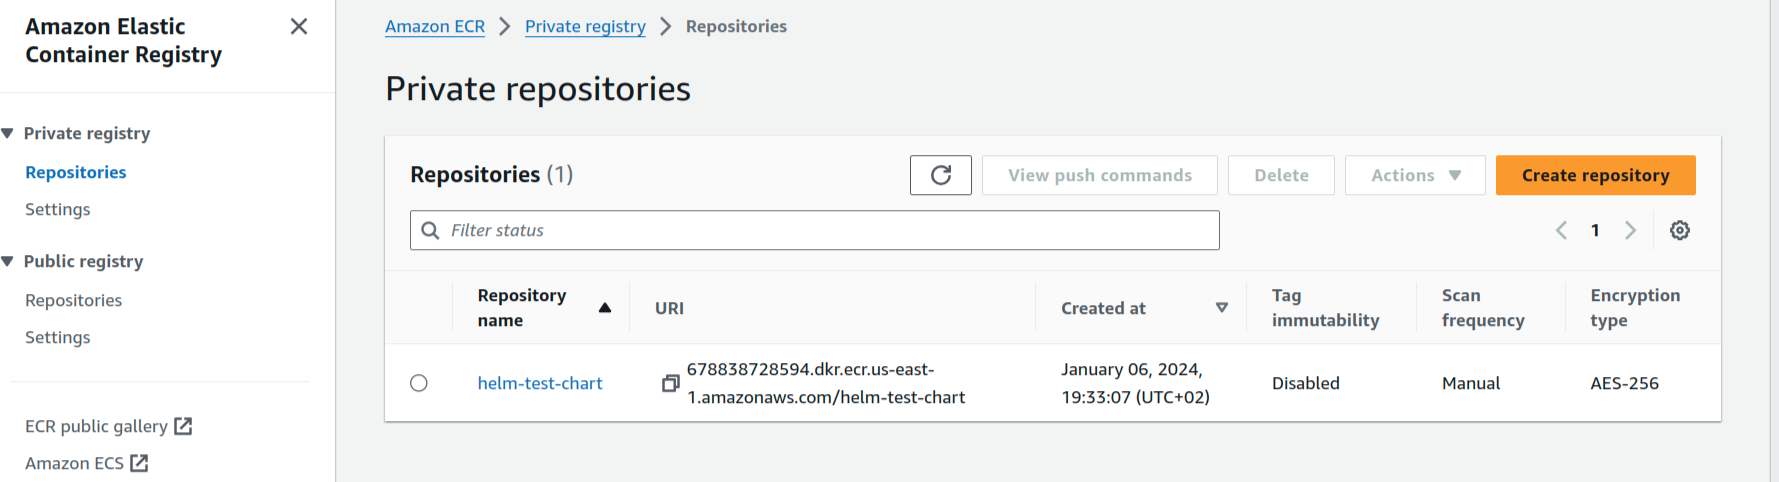 Amazon Elastic
Container Registry
Private registry
Repositories
Settings
Public registry
Repositories
Settings
ECR public gallery
Amazon ECS
Amazon ECR > Private registry > Repositories
Private repositories
Repositories (1)
View push commands
Delete
Actions
Create repository
Filter status
1
Repository
name
URI
Created at
Tag
immutability
Scan
frequency
Encryption
type
helm-test-chart
678838728594.dkr.ecr.us-east-
1.amazonaws.com/helm-test-chart
January 06, 2024,
19:33:07 (UTC+02)
Disabled
Manual
AES-256